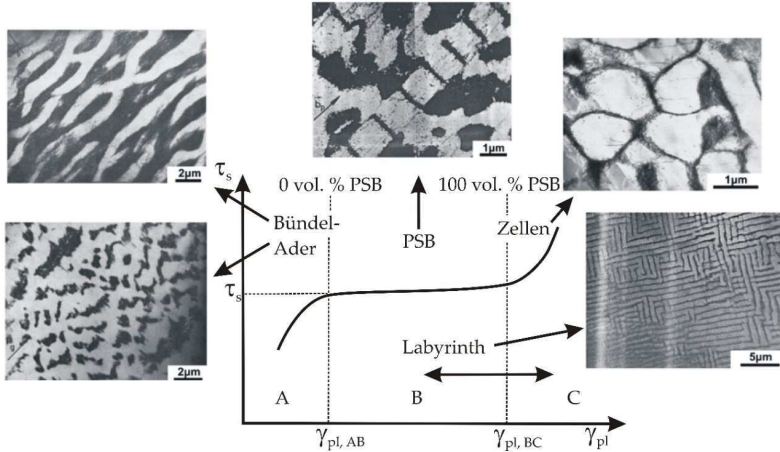 2μm
1μm
1μm
τs
0 vol. % PSB
100 vol. % PSB
Bündel-
Ader
PSB
Zellen
2μm
τs
Labyrinth
5μm
A
B
C
γpl, AB
γpl, BC
γpl